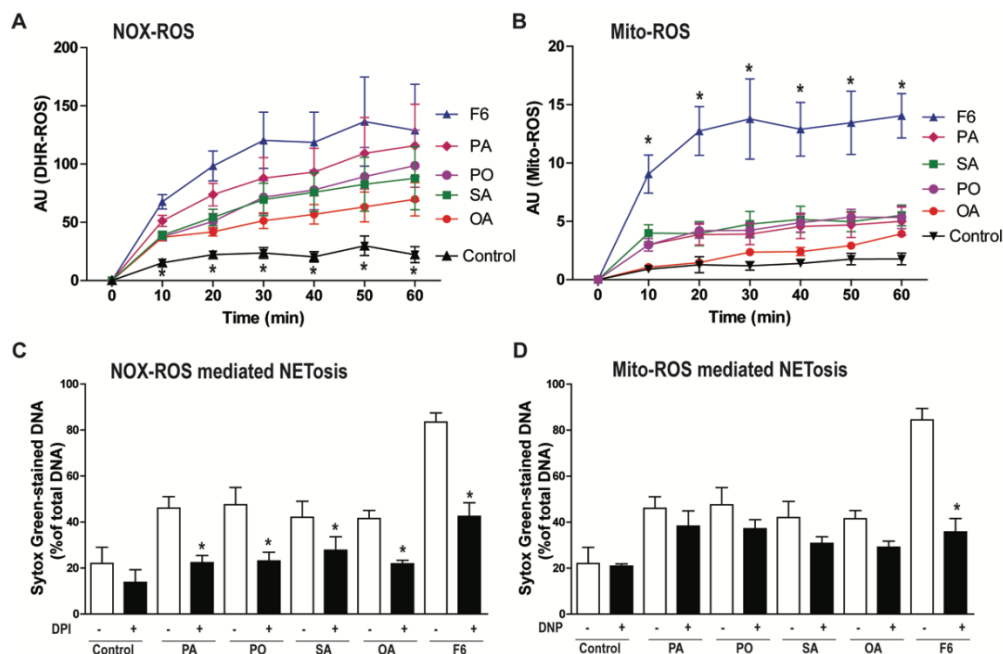 A
NOX-ROS
AU (DHR-ROS)
200
150
100
50
0
0 10 20 30 40 50 60
Time (min)
* * * * * *
F6
PA
PO
SA
OA
Control
B
Mito-ROS
AU (Mito-ROS)
20
15
10
5
0
0 10 20 30 40 50 60
Time (min)
* * * * * *
F6
PA
SA
PO
OA
Control
C
NOX-ROS mediated NETosis
Sytox Green-stained DNA
(%of total DNA)
100
80
60
40
20
0
* * * * *
DPI - + - + - + - + - +  - +
Control PA PO SA OA F6
D
Mito-ROS mediated NETosis
Sytox Green-stained DNA
(%of total DNA)
100
80
60
40
20
0
*
DNP - + - + - + - + - + - +
Control PA PO SA OA F6